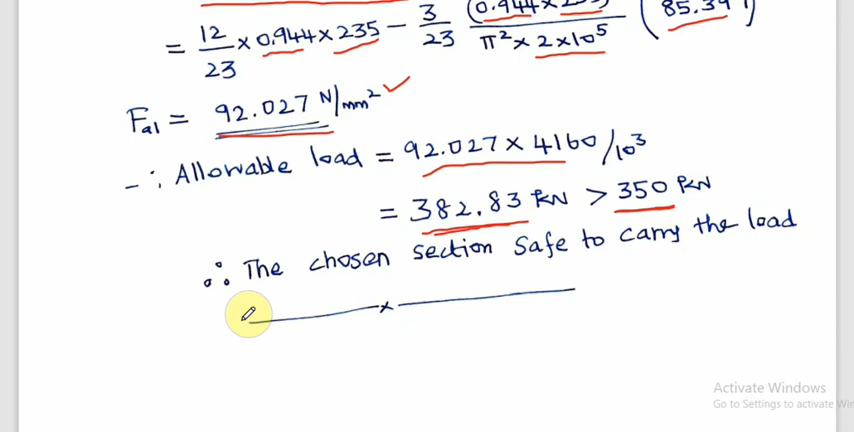 = 12/23 × 0.944 × 235 − 3/23 (0.944 × / π² × 2×10⁵ (85.39
Fal = 92.027 N/mm² ✓
∴ Allowable load = 92.027 × 4160/10³
= 382.83 kN > 350 kN
∴ The chosen section safe to carry the load
×
Activate Windows
Go to Settings to activate Win